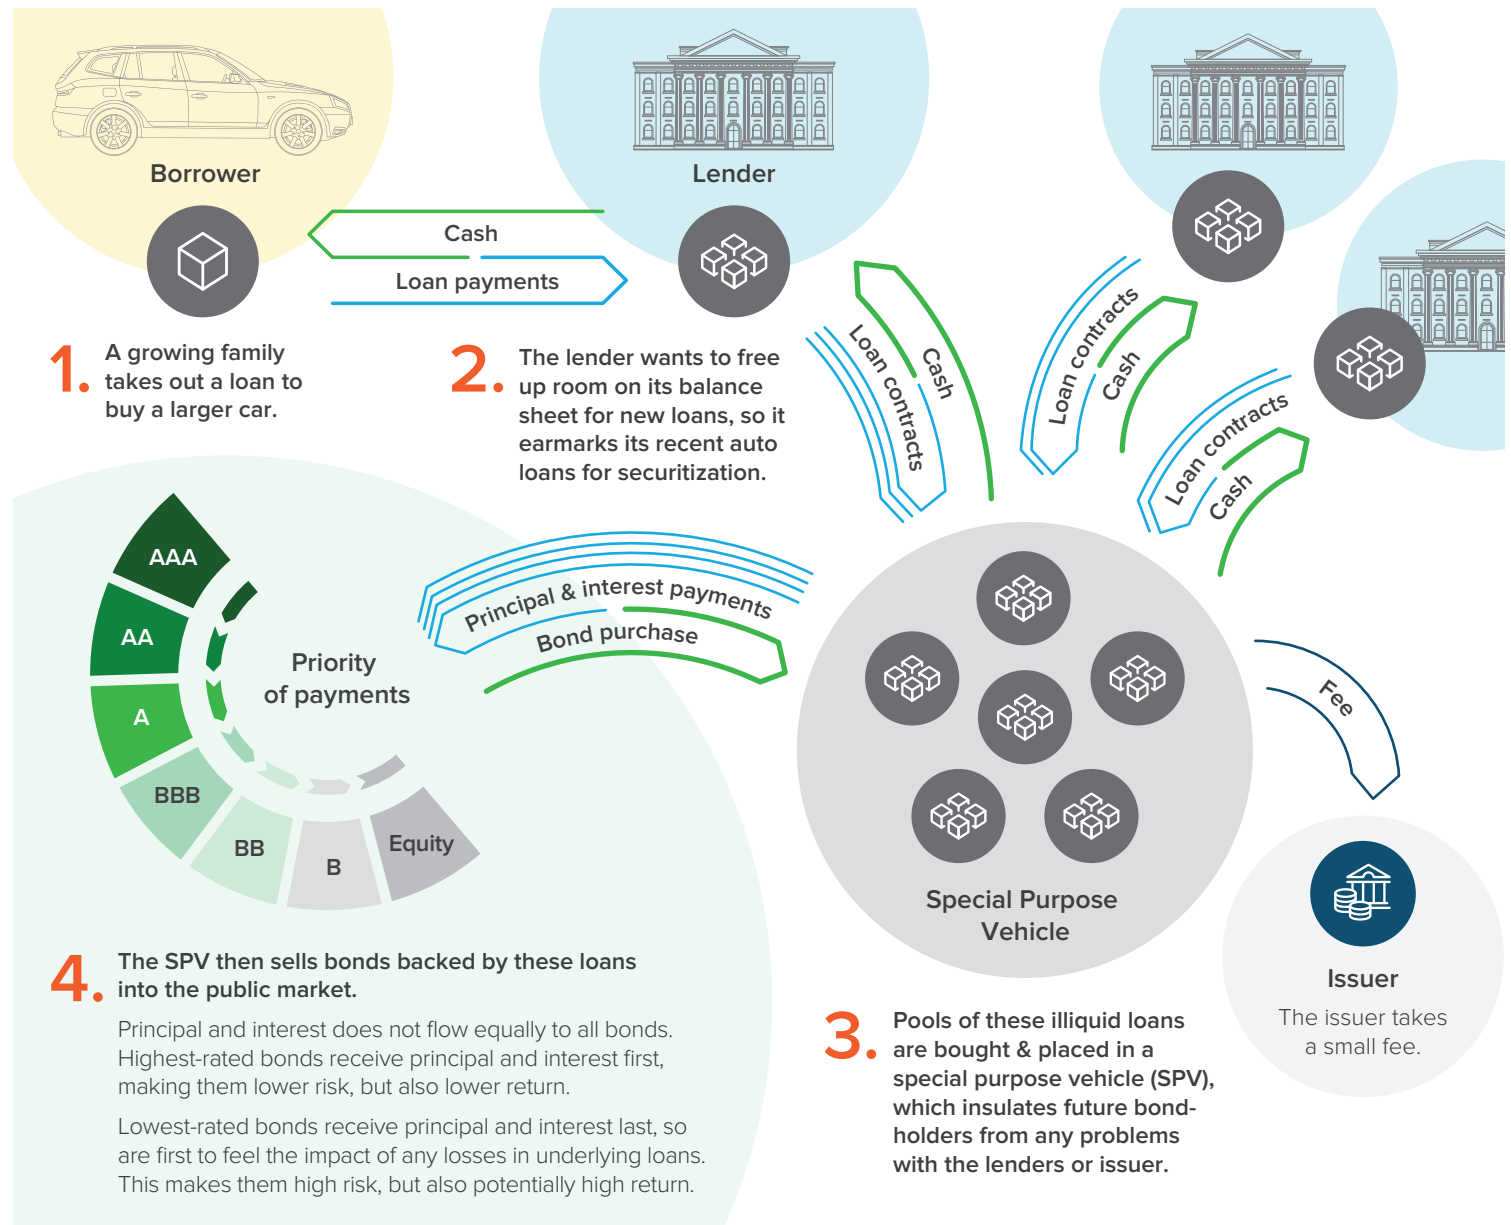 Borrower
Lender
Cash
Loan payments
1.
A growing family
takes out a loan to
buy a larger car.
2.
The lender wants to free
up room on its balance
sheet for new loans, so it
earmarks its recent auto
loans for securitization.
Loan contracts
Cash
Loan contracts
Cash
Loan contracts
Cash
AAA
AA
A
BBB
BB
B
Equity
Priority
of payments
Principal & interest payments
Bond purchase
Fee
Special Purpose
Vehicle
Issuer
The issuer takes
a small fee.
3.
Pools of these illiquid loans
are bought & placed in a
special purpose vehicle (SPV),
which insulates future bond-
holders from any problems
with the lenders or issuer.
4.
The SPV then sells bonds backed by these loans
into the public market.
Principal and interest does not flow equally to all bonds.
Highest-rated bonds receive principal and interest first,
making them lower risk, but also lower return.
Lowest-rated bonds receive principal and interest last, so
are first to feel the impact of any losses in underlying loans.
This makes them high risk, but also potentially high return.